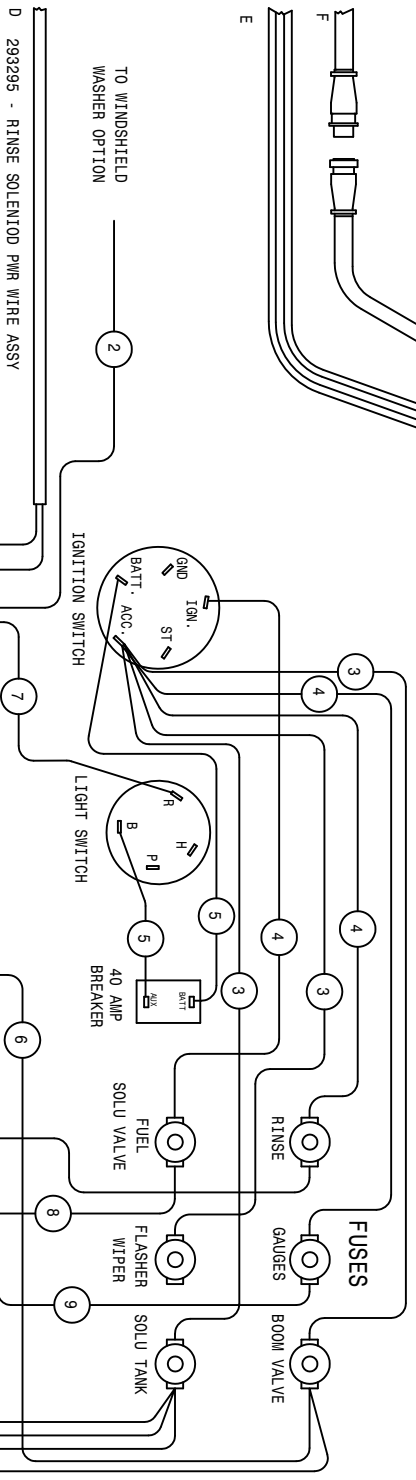 F
E
TO WINDSHIELD
WASHER OPTION
D 293295 - RINSE SOLENIOD PWR WIRE ASSY
2
IGNITION SWITCH
GND
IGN.
BATT.
ACC.
ST
3
4
7
LIGHT SWITCH
R
B
H
P
5
5
4
3
4
3
40 AMP
BREAKER
BATT
AUX
6
FUSES
RINSE
GAUGES
BOOM VALVE
FUEL
SOLU VALVE
FLASHER
WIPER
SOLU TANK
8
9